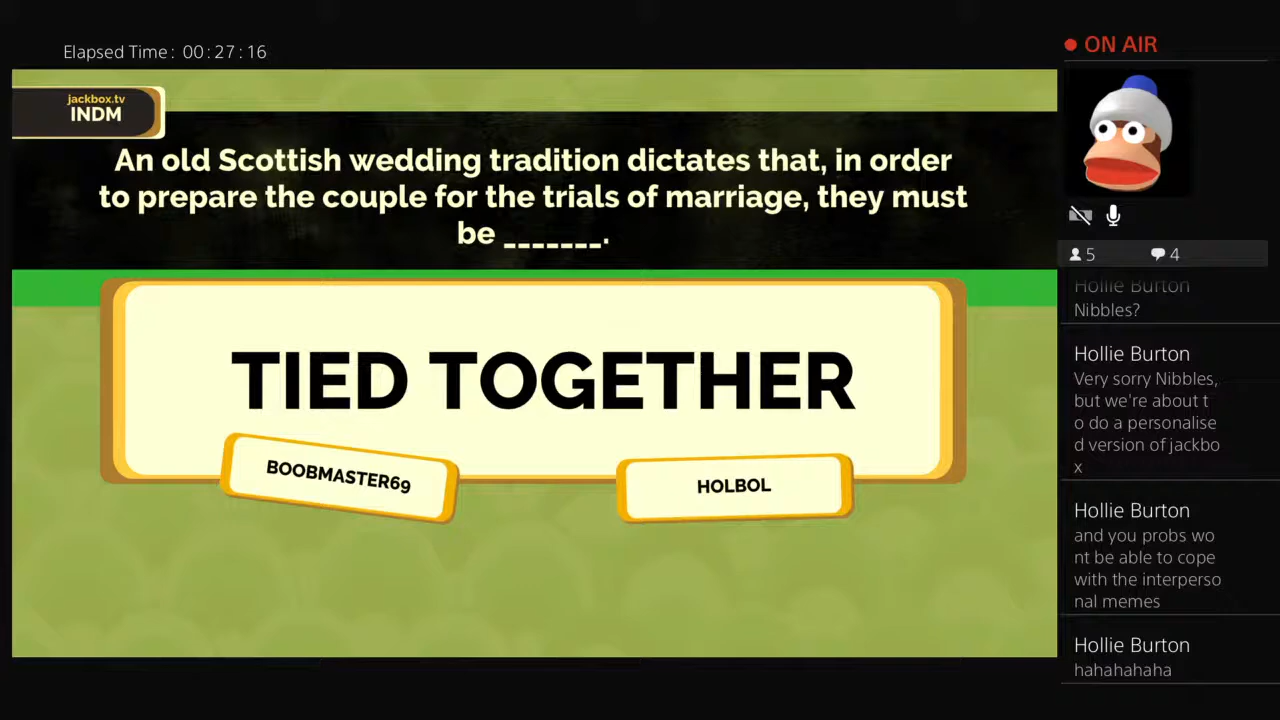 Elapsed Time: 00:27:16
ON AIR
jackbox.tv
INDM
An old Scottish wedding tradition dictates that, in order
to prepare the couple for the trials of marriage, they must
be _______.
TIED TOGETHER
BOOBMASTER69
HOLBOL
5
4
Hollie Burton
Nibbles?
Hollie Burton
Very sorry Nibbles,
but we're about t
o do a personalise
d version of jackbo
x
Hollie Burton
and you probs wo
nt be able to cope
with the interperso
nal memes
Hollie Burton
hahahahaha